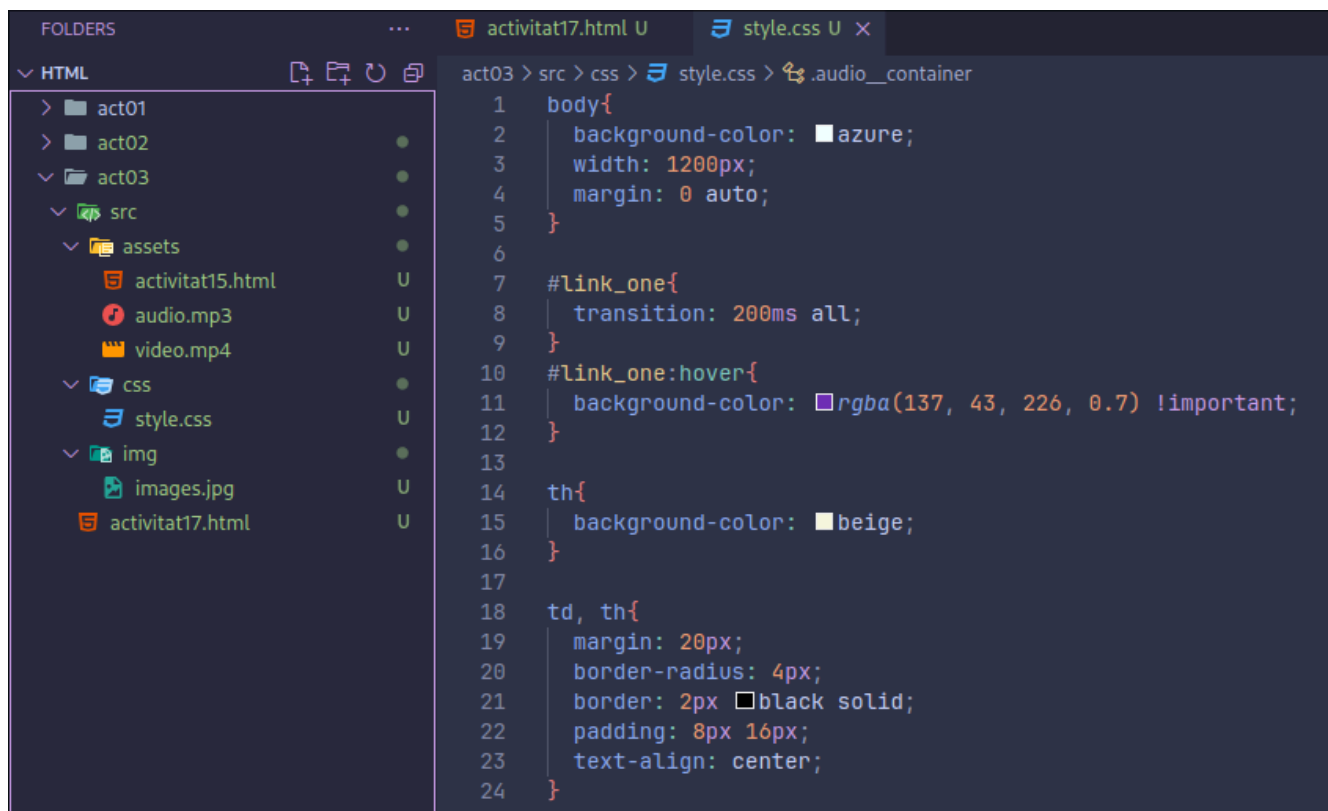 FOLDERS ...
HTML
act01
act02
act03
src
assets
activitat15.html U
audio.mp3 U
video.mp4 U
css
style.css U
img
images.jpg U
activitat17.html U
activitat17.html U style.css U ×
act03 > src > css > style.css > .audio__container
1 body{
2 background-color: azure;
3 width: 1200px;
4 margin: 0 auto;
5 }
6
7 #link_one{
8 transition: 200ms all;
9 }
10 #link_one:hover{
11 background-color: rgba(137, 43, 226, 0.7) !important;
12 }
13
14 th{
15 background-color: beige;
16 }
17
18 td, th{
19 margin: 20px;
20 border-radius: 4px;
21 border: 2px black solid;
22 padding: 8px 16px;
23 text-align: center;
24 }